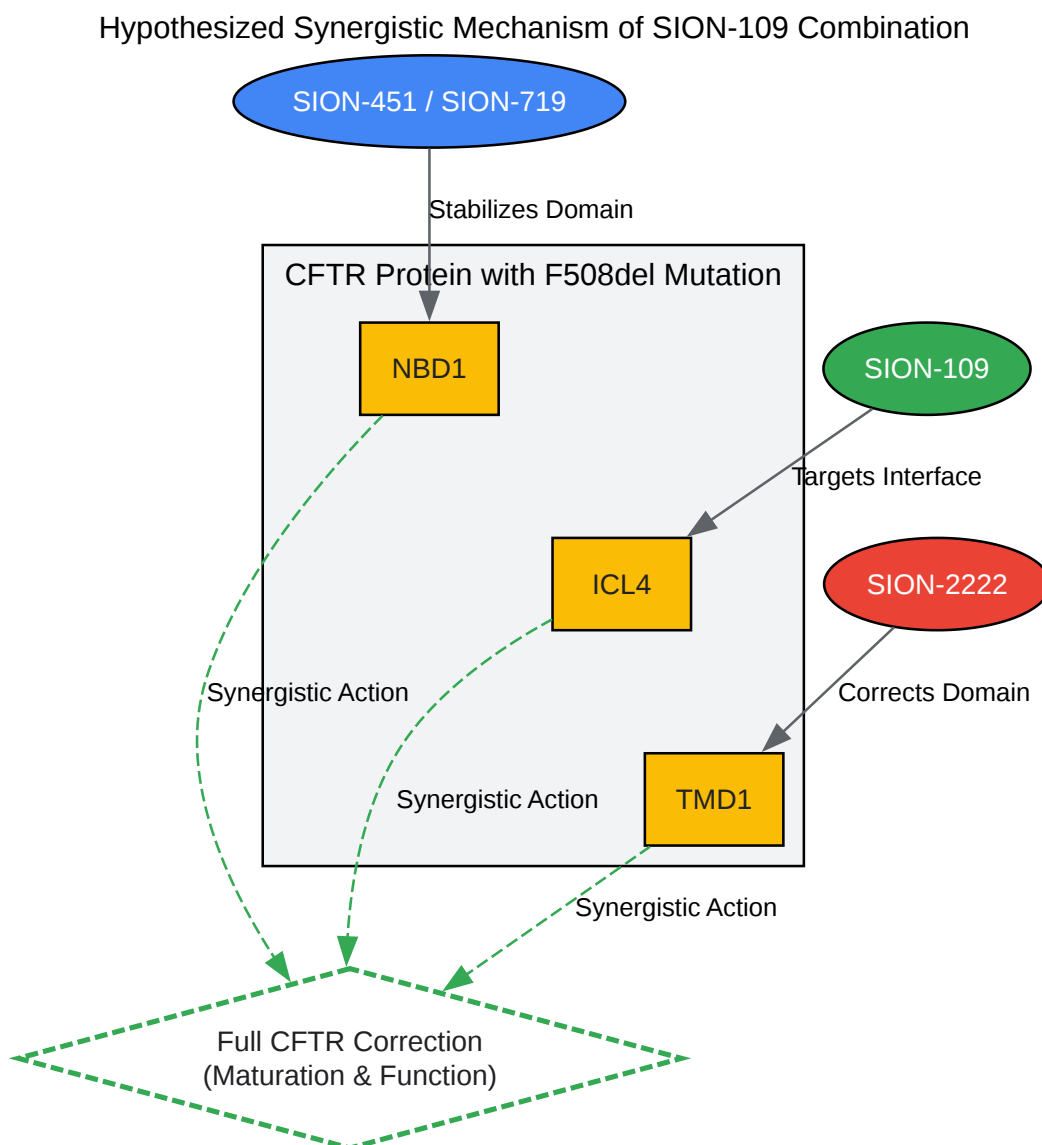 Hypothesized Synergistic Mechanism of SION-109 Combination
SION-451 / SION-719
Stabilizes Domain
CFTR Protein with F508del Mutation
NBD1
SION-109
Targets Interface
ICL4
SION-2222
Synergistic Action
Corrects Domain
Synergistic Action
TMD1
Synergistic Action
Full CFTR Correction
(Maturation & Function)